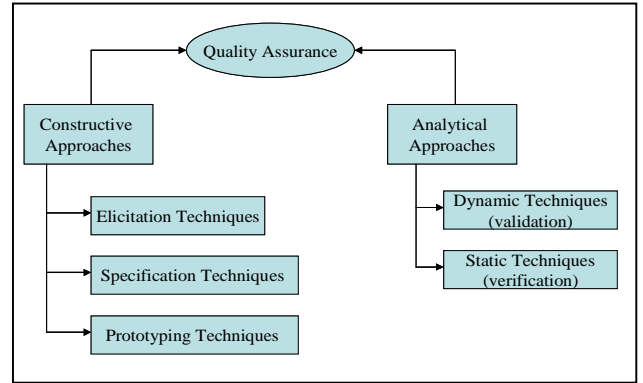 Quality Assurance
Constructive
Approaches
Analytical
Approaches
Elicitation Techniques
Specification Techniques
Prototyping Techniques
Dynamic Techniques
(validation)
Static Techniques
(verification)